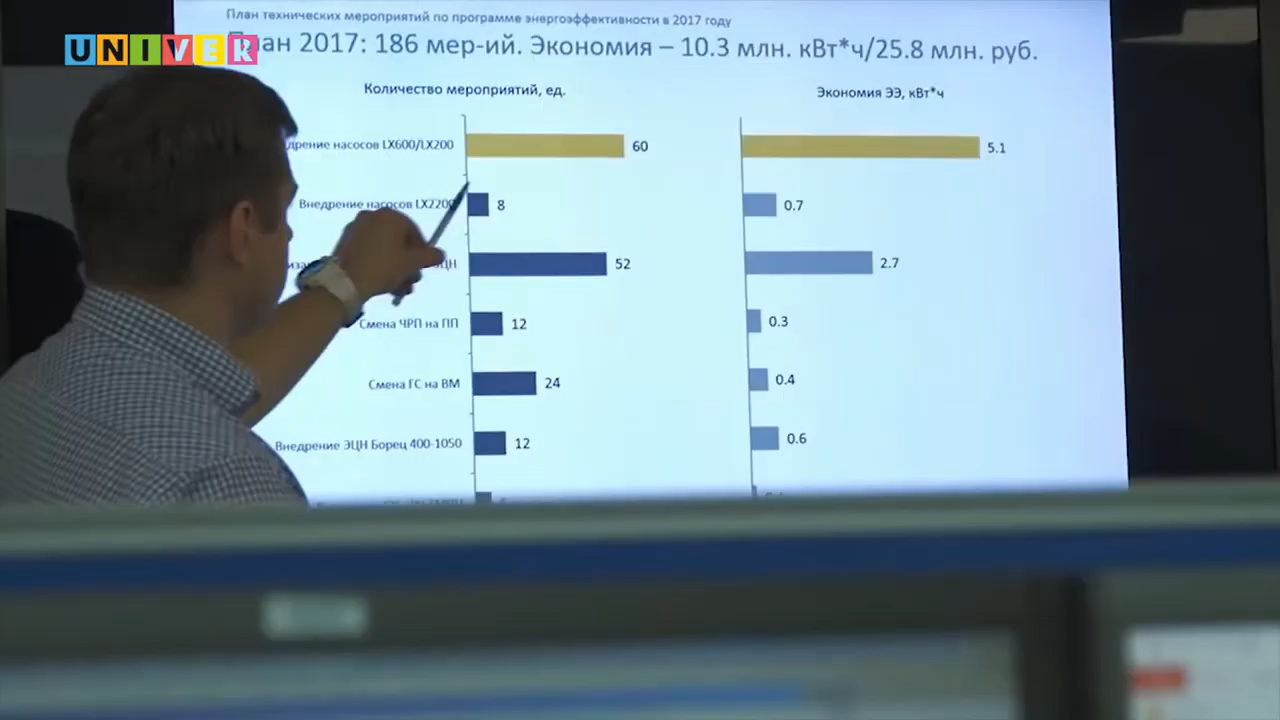 UNIVER
План технических мероприятий по программе энергоэффективности в 2017 году
План 2017: 186 мер-ий. Экономия – 10.3 млн. кВт*ч/25.8 млн. руб.
Количество мероприятий, ед.
Экономия ЭЭ, кВт*ч
дрение насосов LX600/LX200
60
5.1
Внедрение насосов LX2200
8
0.7
52
2.7
Смена ЧРП на ПП
12
0.3
Смена ГС на ВМ
24
0.4
Внедрение ЭЦН Борец 400-1050
12
0.6